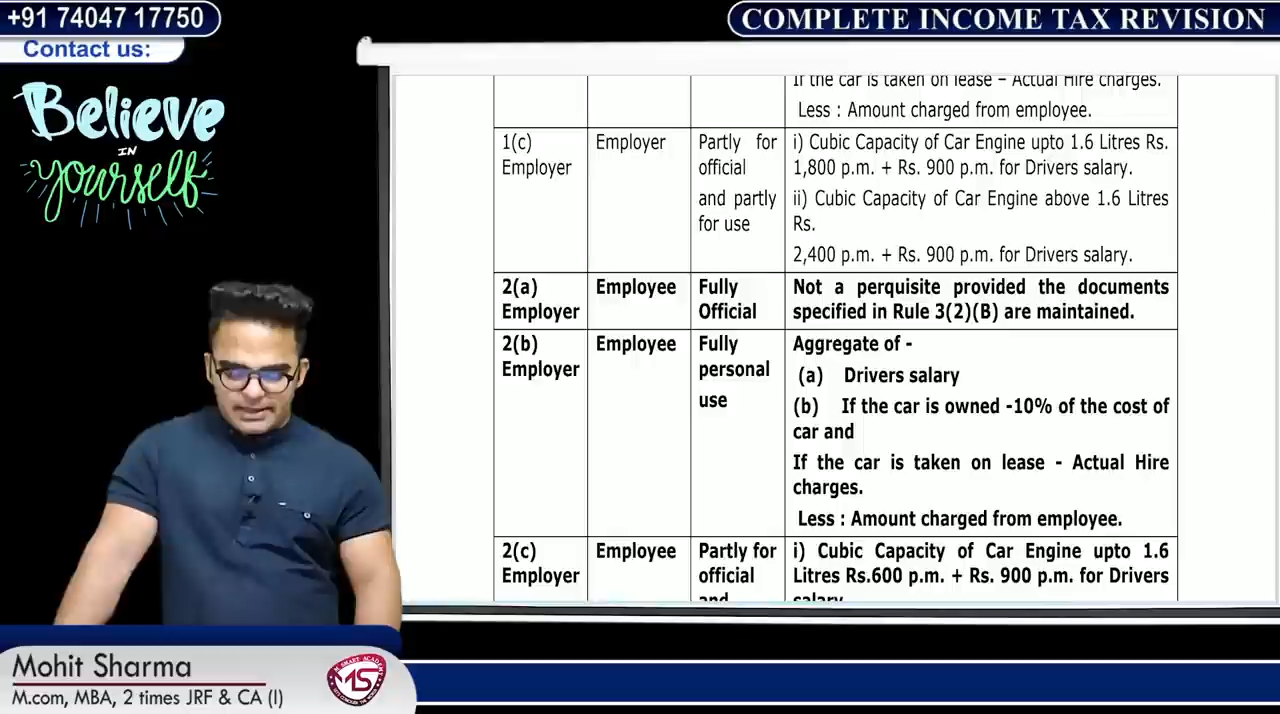 +91 74047 17750
Contact us:
COMPLETE INCOME TAX REVISION
Believe
IN
yourself
If the car is taken on lease – Actual Hire charges.
Less : Amount charged from employee.
1(c)
Employer
Employer
Partly for
official
and partly
for use
i) Cubic Capacity of Car Engine upto 1.6 Litres Rs.
1,800 p.m. + Rs. 900 p.m. for Drivers salary.
ii) Cubic Capacity of Car Engine above 1.6 Litres
Rs.
2,400 p.m. + Rs. 900 p.m. for Drivers salary.
2(a)
Employer
Employee
Fully
Official
Not a perquisite provided the documents
specified in Rule 3(2)(B) are maintained.
2(b)
Employer
Employee
Fully
personal
use
Aggregate of -
(a) Drivers salary
(b) If the car is owned -10% of the cost of
car and
If the car is taken on lease - Actual Hire
charges.
Less : Amount charged from employee.
2(c)
Employer
Employee
Partly for
official
and
i) Cubic Capacity of Car Engine upto 1.6
Litres Rs.600 p.m. + Rs. 900 p.m. for Drivers
salary
Mohit Sharma
M.com, MBA, 2 times JRF & CA (I)
MS